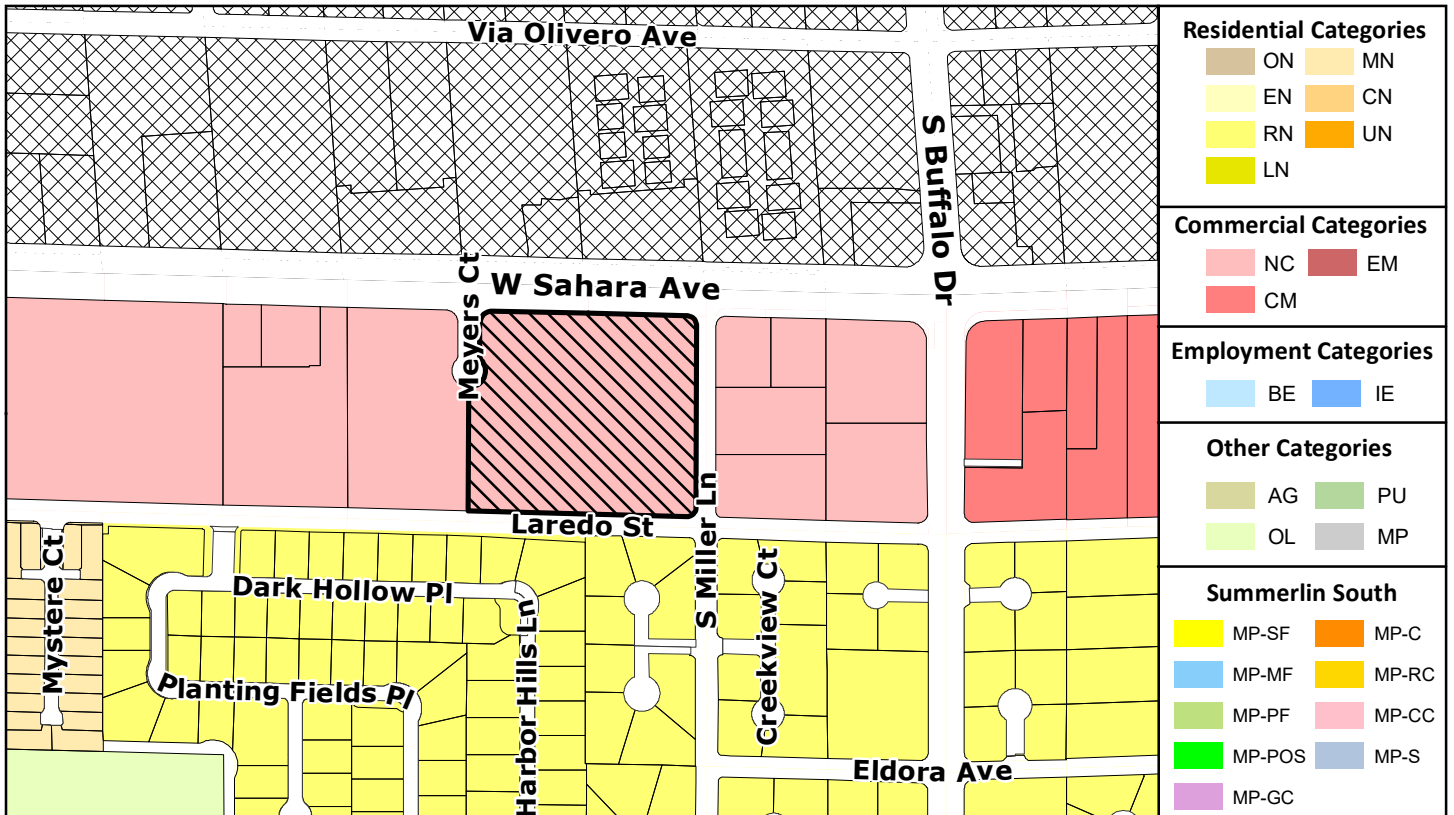 Via Olivero Ave
S Buffalo Dr
Meyers Ct
W Sahara Ave
Laredo St
S Miller Ln
Mystere Ct
Dark Hollow Pl
Harbor Hills Ln
Creekview Ct
Planting Fields Pl
Eldora Ave
Residential Categories
ON MN
EN CN
RN UN
LN
Commercial Categories
NC EM
CM
Employment Categories
BE IE
Other Categories
AG PU
OL MP
Summerlin South
MP-SF MP-C
MP-MF MP-RC
MP-PF MP-CC
MP-POS MP-S
MP-GC